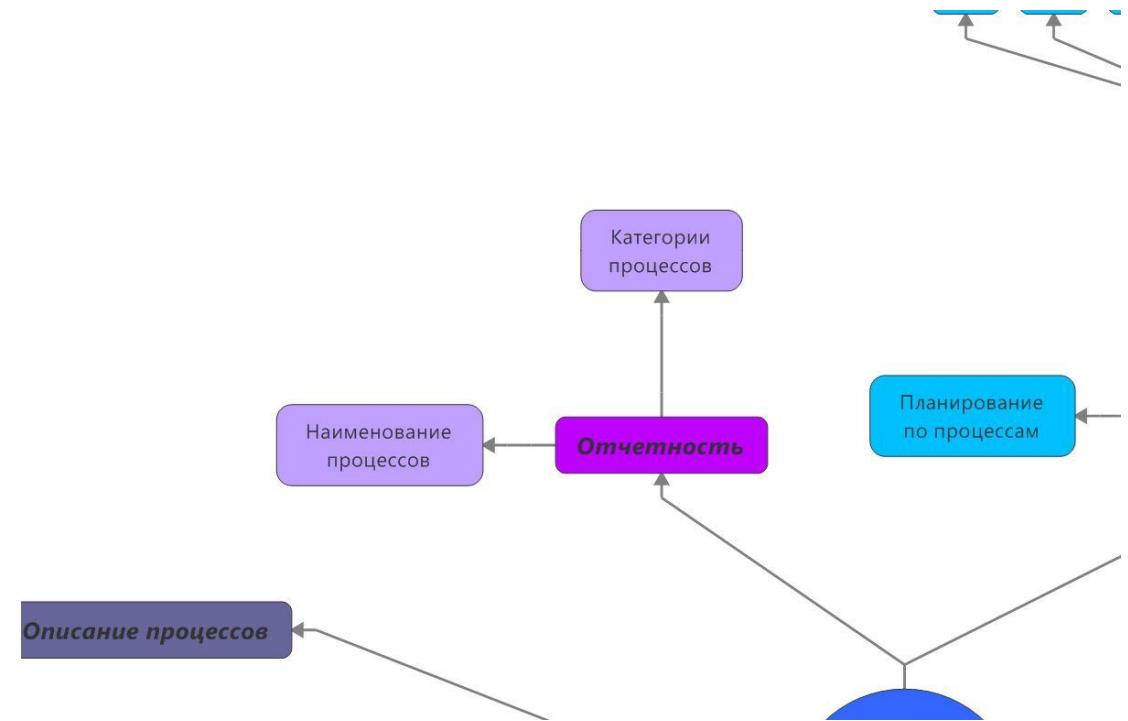 Категории
процессов
Планирование
по процессам
Наименование
процессов
Отчетность
Описание процессов